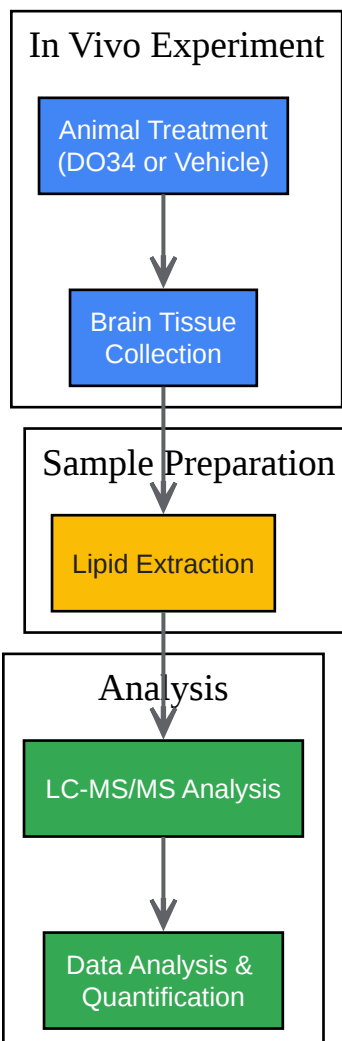 In Vivo Experiment
Animal Treatment
(DO34 or Vehicle)
Brain Tissue
Collection
Sample Preparation
Lipid Extraction
Analysis
LC-MS/MS Analysis
Data Analysis &
Quantification